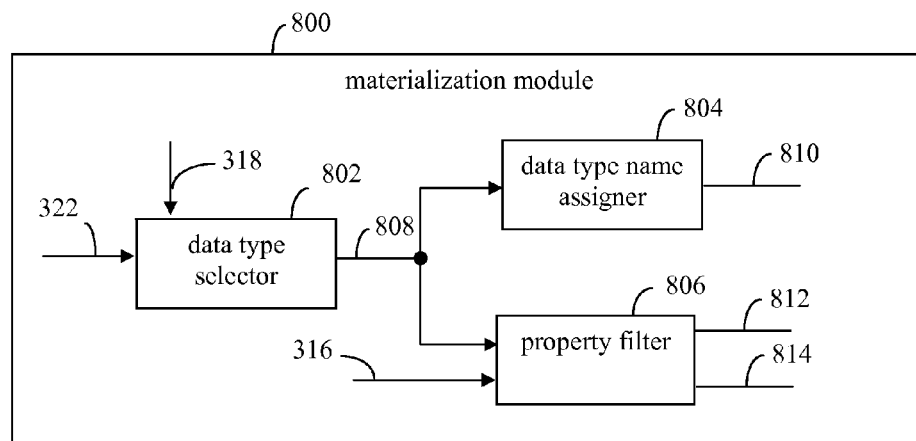 800
materialization module
804
data type name
assigner
810
318
802
322
data type
selector
808
806
property filter
812
316
814